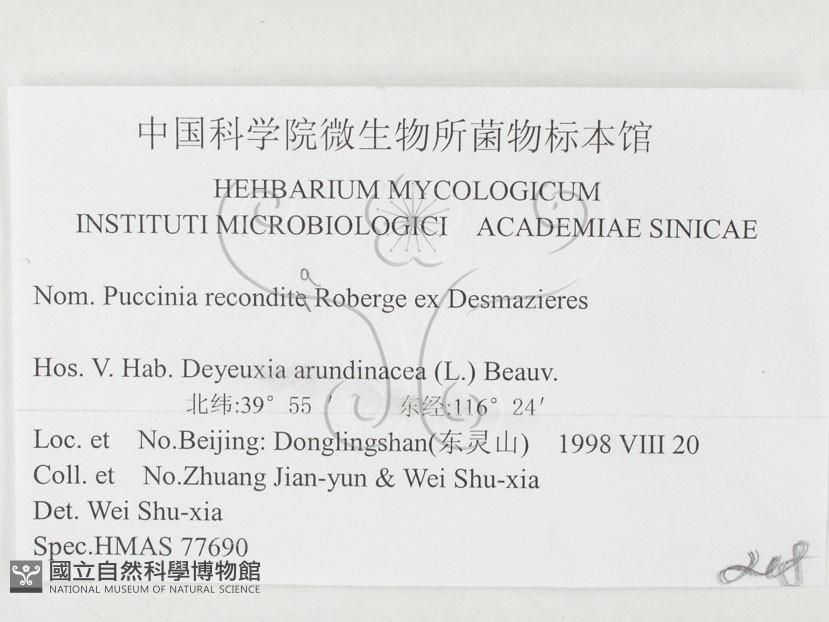 中国科学院微生物所菌物标本馆
HEHBARIUM MYCOLOGICUM
INSTITUTI MICROBIOLOGICI ACADEMIAE SINICAE
a
Nom. Puccinia recondite Roberge ex Desmazieres
Hos. V. Hab. Deyeuxia arundinacea (L.) Beauv.
北纬:39° 55 ′ 东经:116° 24′
Loc. et No.Beijing: Donglingshan(东灵山) 1998 VIII 20
Coll. et No.Zhuang Jian-yun & Wei Shu-xia
Det. Wei Shu-xia
Spec.HMAS 77690
國立自然科學博物館
NATIONAL MUSEUM OF NATURAL SCIENCE